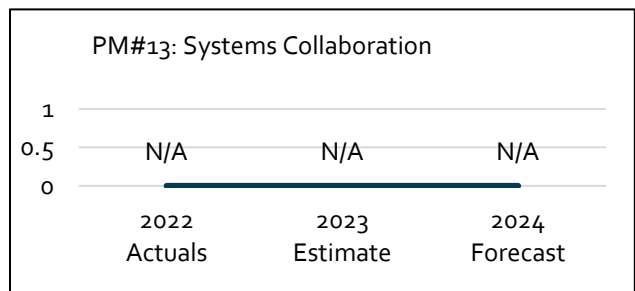 PM#13: Systems Collaboration
1
0.5
0
N/A N/A N/A
2022 2023 2024
Actuals Estimate Forecast